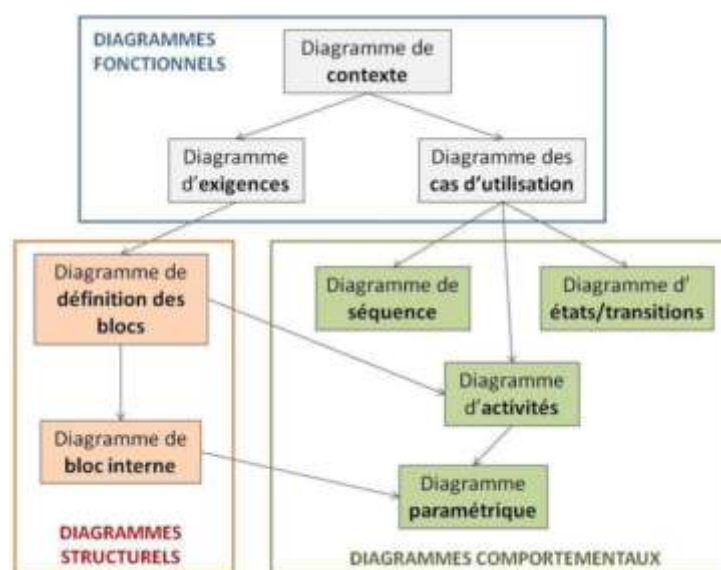 DIAGRAMMES
FONCTIONNELS
Diagramme de
contexte
Diagramme
d'exigences
Diagramme des
cas d'utilisation
Diagramme de
définition des
blocs
Diagramme de
séquence
Diagramme d'
états/transitions
Diagramme
d'activités
Diagramme de
bloc interne
Diagramme
paramétrique
DIAGRAMMES
STRUCTURELS
DIAGRAMMES COMPORTEMENTAUX